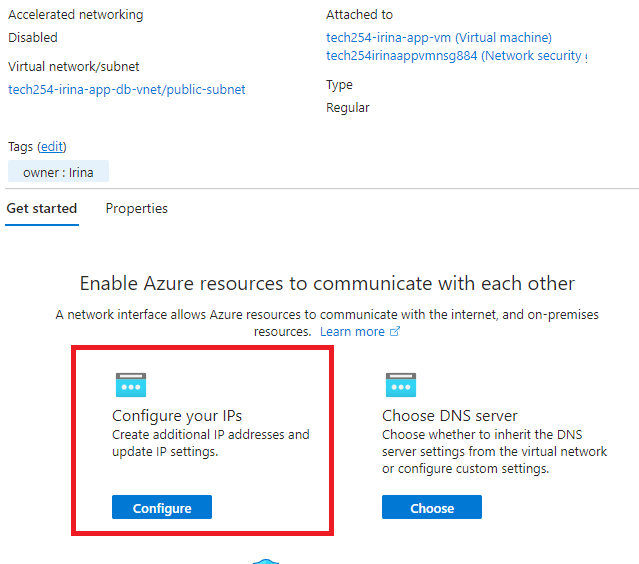 Accelerated networking
Disabled
Virtual network/subnet
tech254-irina-app-db-vnet/public-subnet
Attached to
tech254-irina-app-vm (Virtual machine)
tech254irinaappvmnsg884 (Network security
Type
Regular
Tags (edit)
owner : Irina
Get started Properties
Enable Azure resources to communicate with each other
A network interface allows Azure resources to communicate with the internet, and on-premises
resources. Learn more
Configure your IPs
Create additional IP addresses and
update IP settings.
Configure
Choose DNS server
Choose whether to inherit the DNS
server settings from the virtual network
or configure custom settings.
Choose